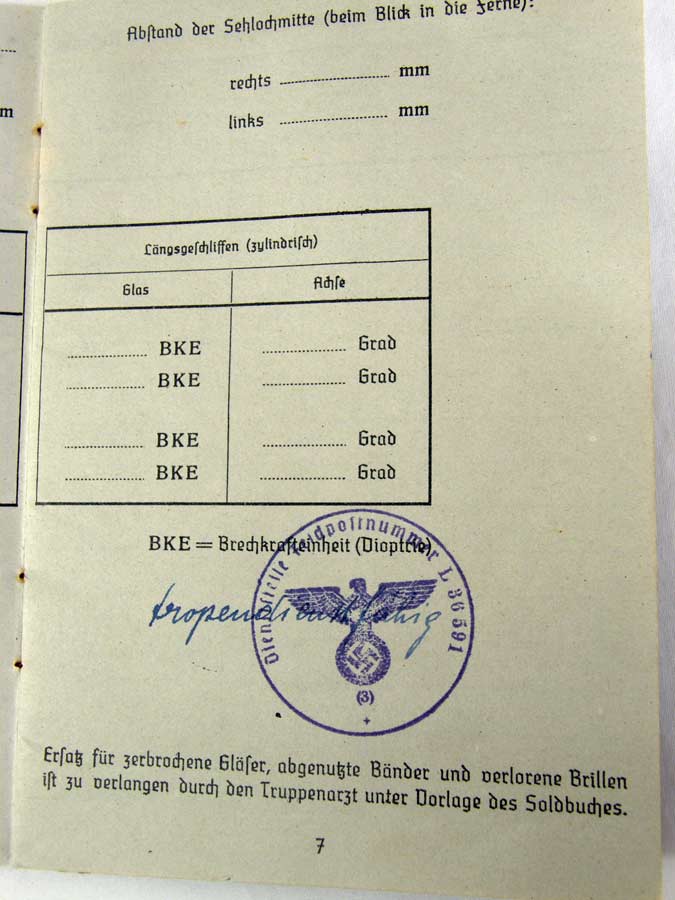 Abstand der Sehlochmitte (beim Blick in die Ferne):
rechts ........................ mm
links ........................ mm
m
Längsgeschliffen (zylindrisch)
Glas Achse
.................. BKE .................. Grad
.................. BKE .................. Grad
.................. BKE .................. Grad
.................. BKE .................. Grad
BKE = Brechkrafteinheit (Dioptrie)
Dienststelle Feldpostnummer L 36591
tropendienstfähig
(3)
Ersatz für zerbrochene Gläser, abgenutzte Bänder und verlorene Brillen
ist zu verlangen durch den Truppenarzt unter Vorlage des Soldbuches.
7